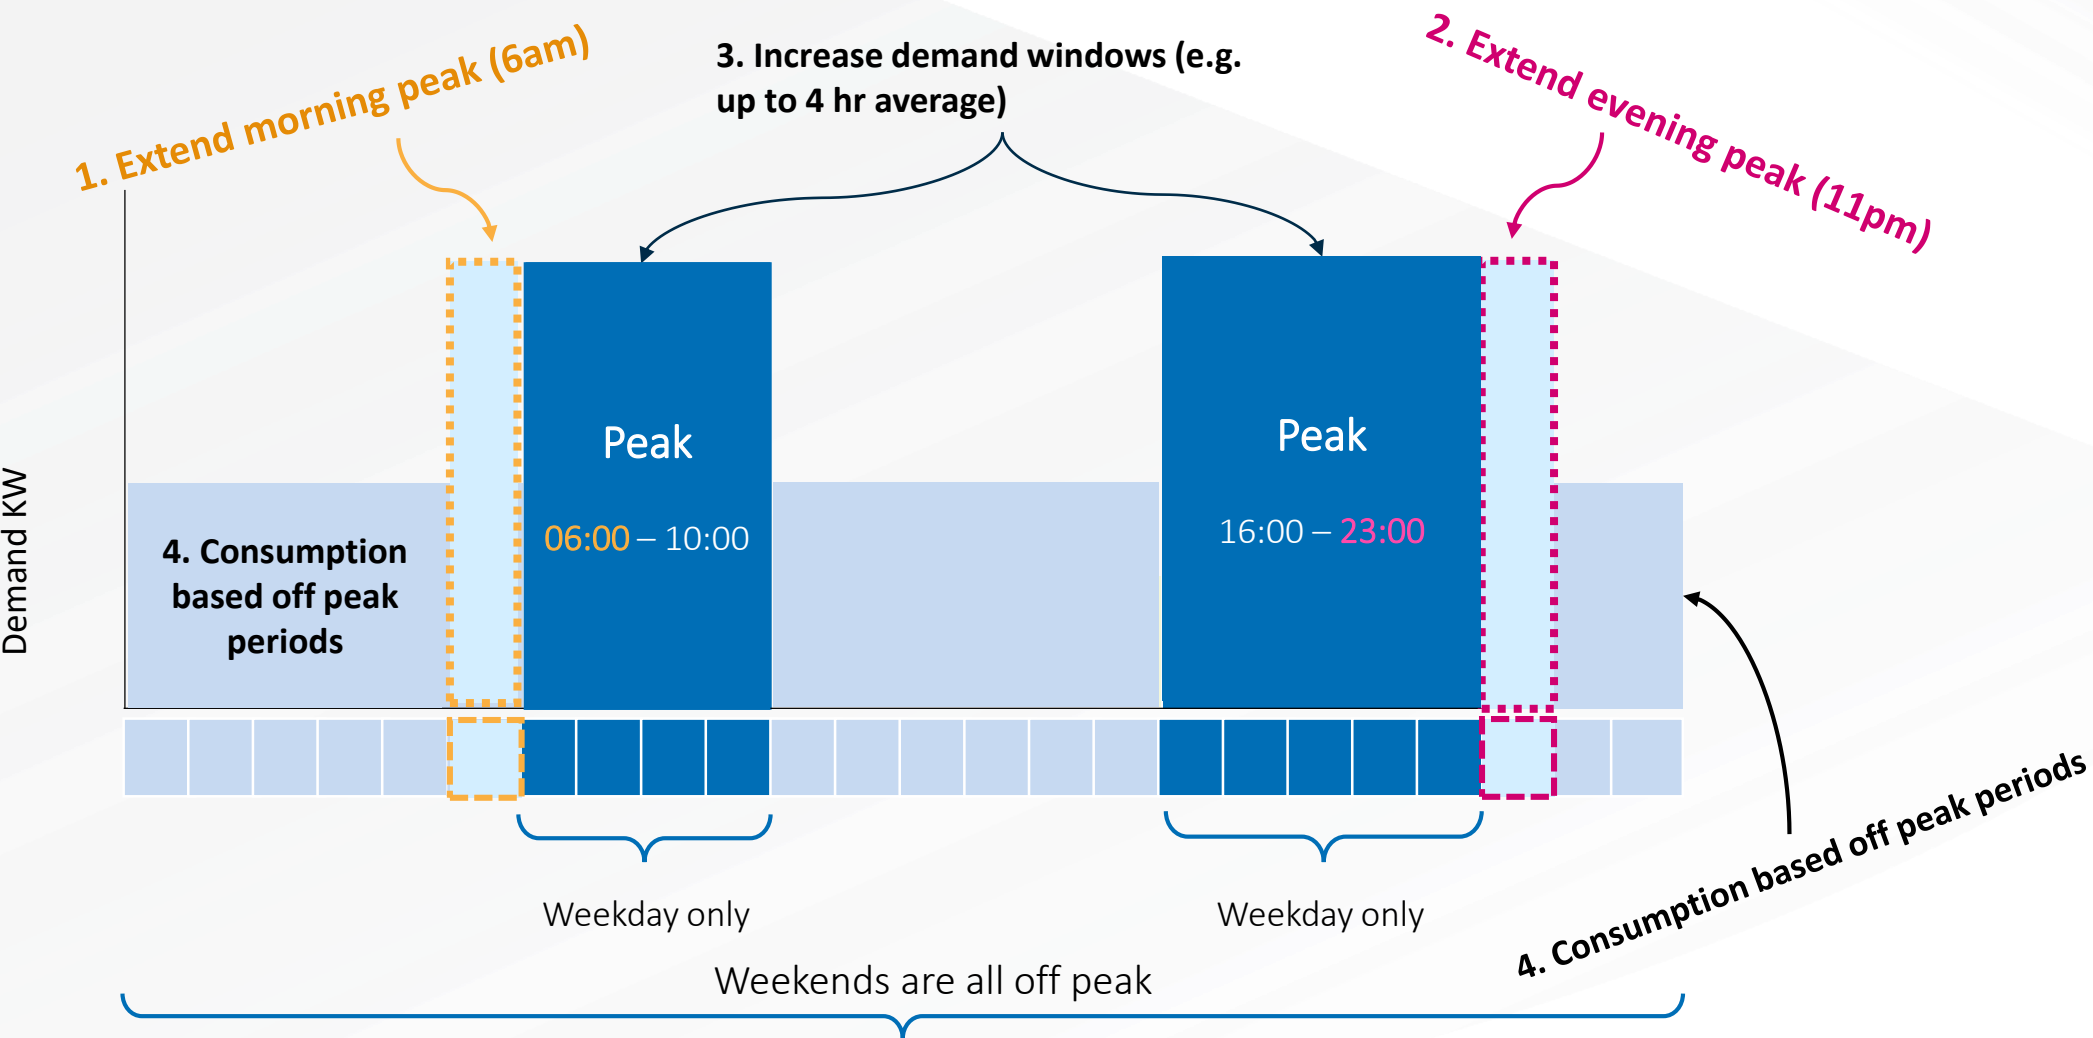 1. Extend morning peak (6am)
3. Increase demand windows (e.g.
up to 4 hr average)
2. Extend evening peak (11pm)
Demand KW
Peak
06:00 – 10:00
Peak
16:00 – 23:00
4. Consumption
based off peak
periods
Weekday only
Weekday only
4. Consumption based off peak periods
Weekends are all off peak